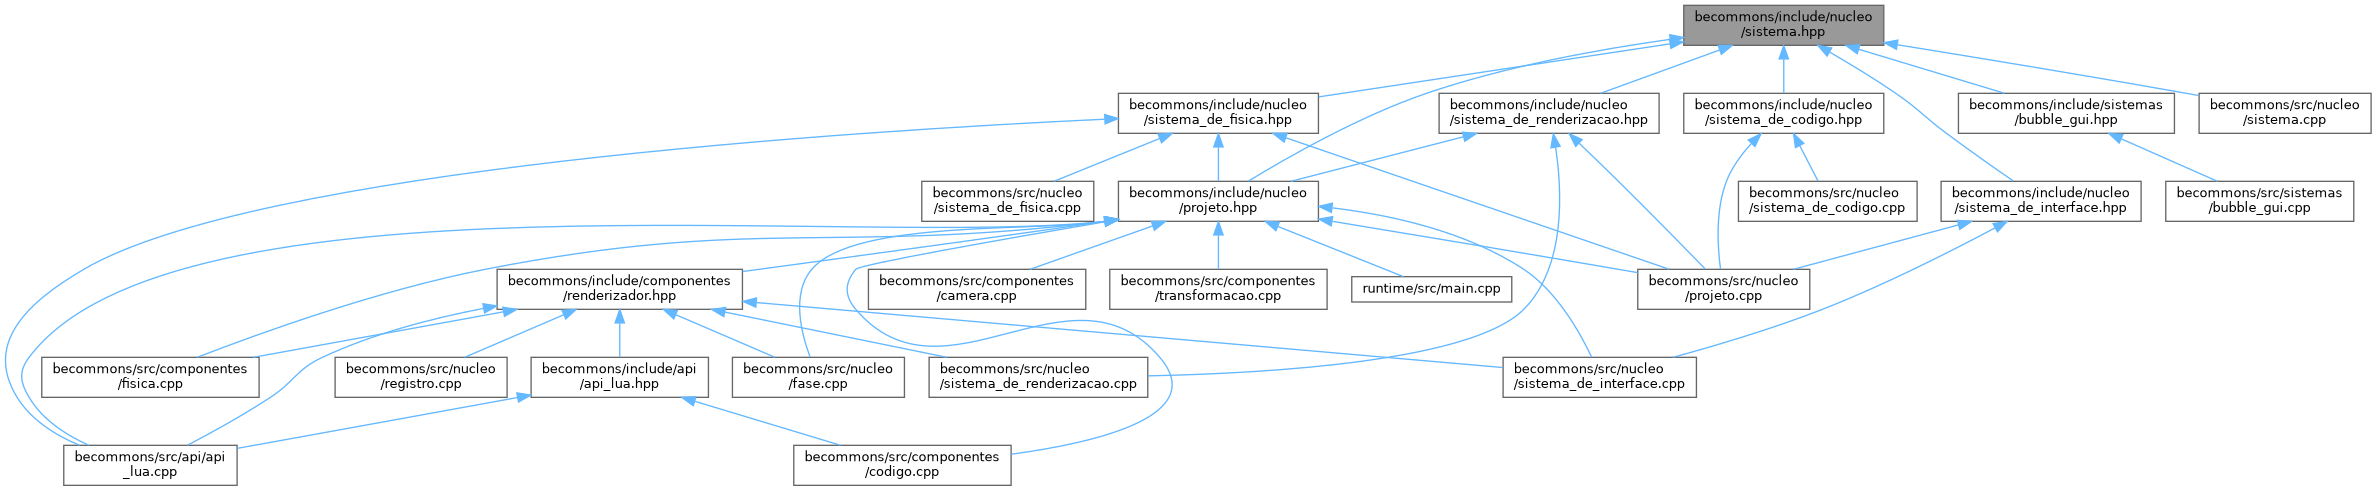 becommons/include/nucleo
/sistema.hpp
becommons/include/nucleo
/sistema_de_fisica.hpp
becommons/include/nucleo
/sistema_de_renderizacao.hpp
becommons/include/nucleo
/sistema_de_codigo.hpp
becommons/include/sistemas
/bubble_gui.hpp
becommons/src/nucleo
/sistema.cpp
becommons/src/nucleo
/sistema_de_fisica.cpp
becommons/include/nucleo
/projeto.hpp
becommons/src/nucleo
/sistema_de_codigo.cpp
becommons/include/nucleo
/sistema_de_interface.hpp
becommons/src/sistemas
/bubble_gui.cpp
becommons/include/componentes
/renderizador.hpp
becommons/src/componentes
/camera.cpp
becommons/src/componentes
/transformacao.cpp
runtime/src/main.cpp
becommons/src/nucleo
/projeto.cpp
becommons/src/componentes
/fisica.cpp
becommons/src/nucleo
/registro.cpp
becommons/include/api
/api_lua.hpp
becommons/src/nucleo
/fase.cpp
becommons/src/nucleo
/sistema_de_renderizacao.cpp
becommons/src/nucleo
/sistema_de_interface.cpp
becommons/src/api/api
_lua.cpp
becommons/src/componentes
/codigo.cpp